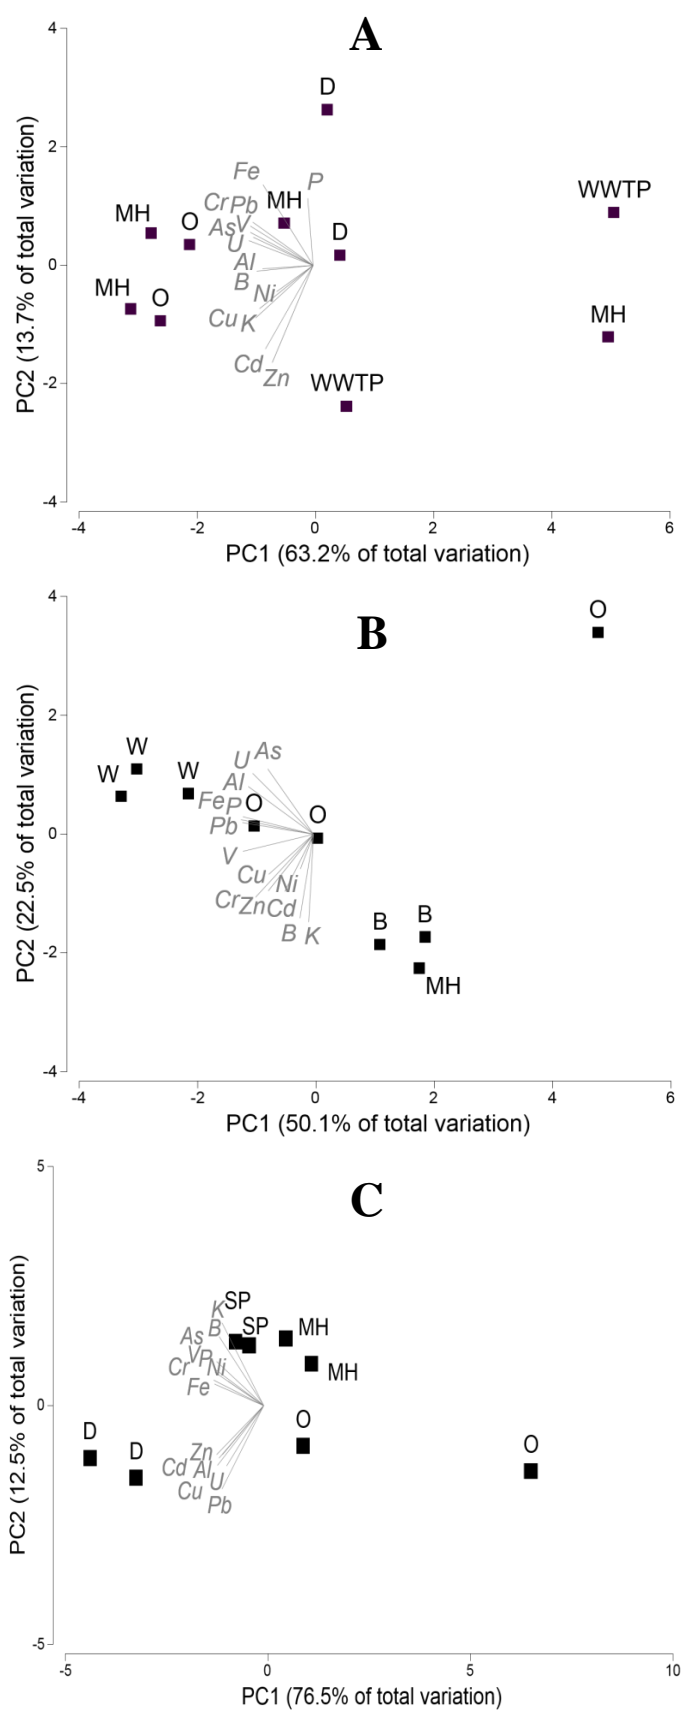 A
4
D
2
Fe
P
WWTP
Cr Pb
MH
MH
O
As V
D
U
0
Al
B
MH
O
Ni
MH
Cu K
Cd Zn
WWTP
-2
-4
PC2 (13.7% of total variation)
-4 -2 0 2 4 6
PC1 (63.2% of total variation)
4
O
B
2
W
U As
W
W
Al
Fe P
O
O
Pb
0
V
Cu
Ni
Cr Zn Cd
B
B
B K
-2
MH
-4
PC2 (22.5% of total variation)
-4 -2 0 2 4 6
PC1 (50.1% of total variation)
5
C
K SP
As B SP MH
V P
Cr Ni MH
Fe
0
D
O
D
O
Zn
Cd Al
Cu U
Pb
-5
PC2 (12.5% of total variation)
-5 0 5 10
PC1 (76.5% of total variation)